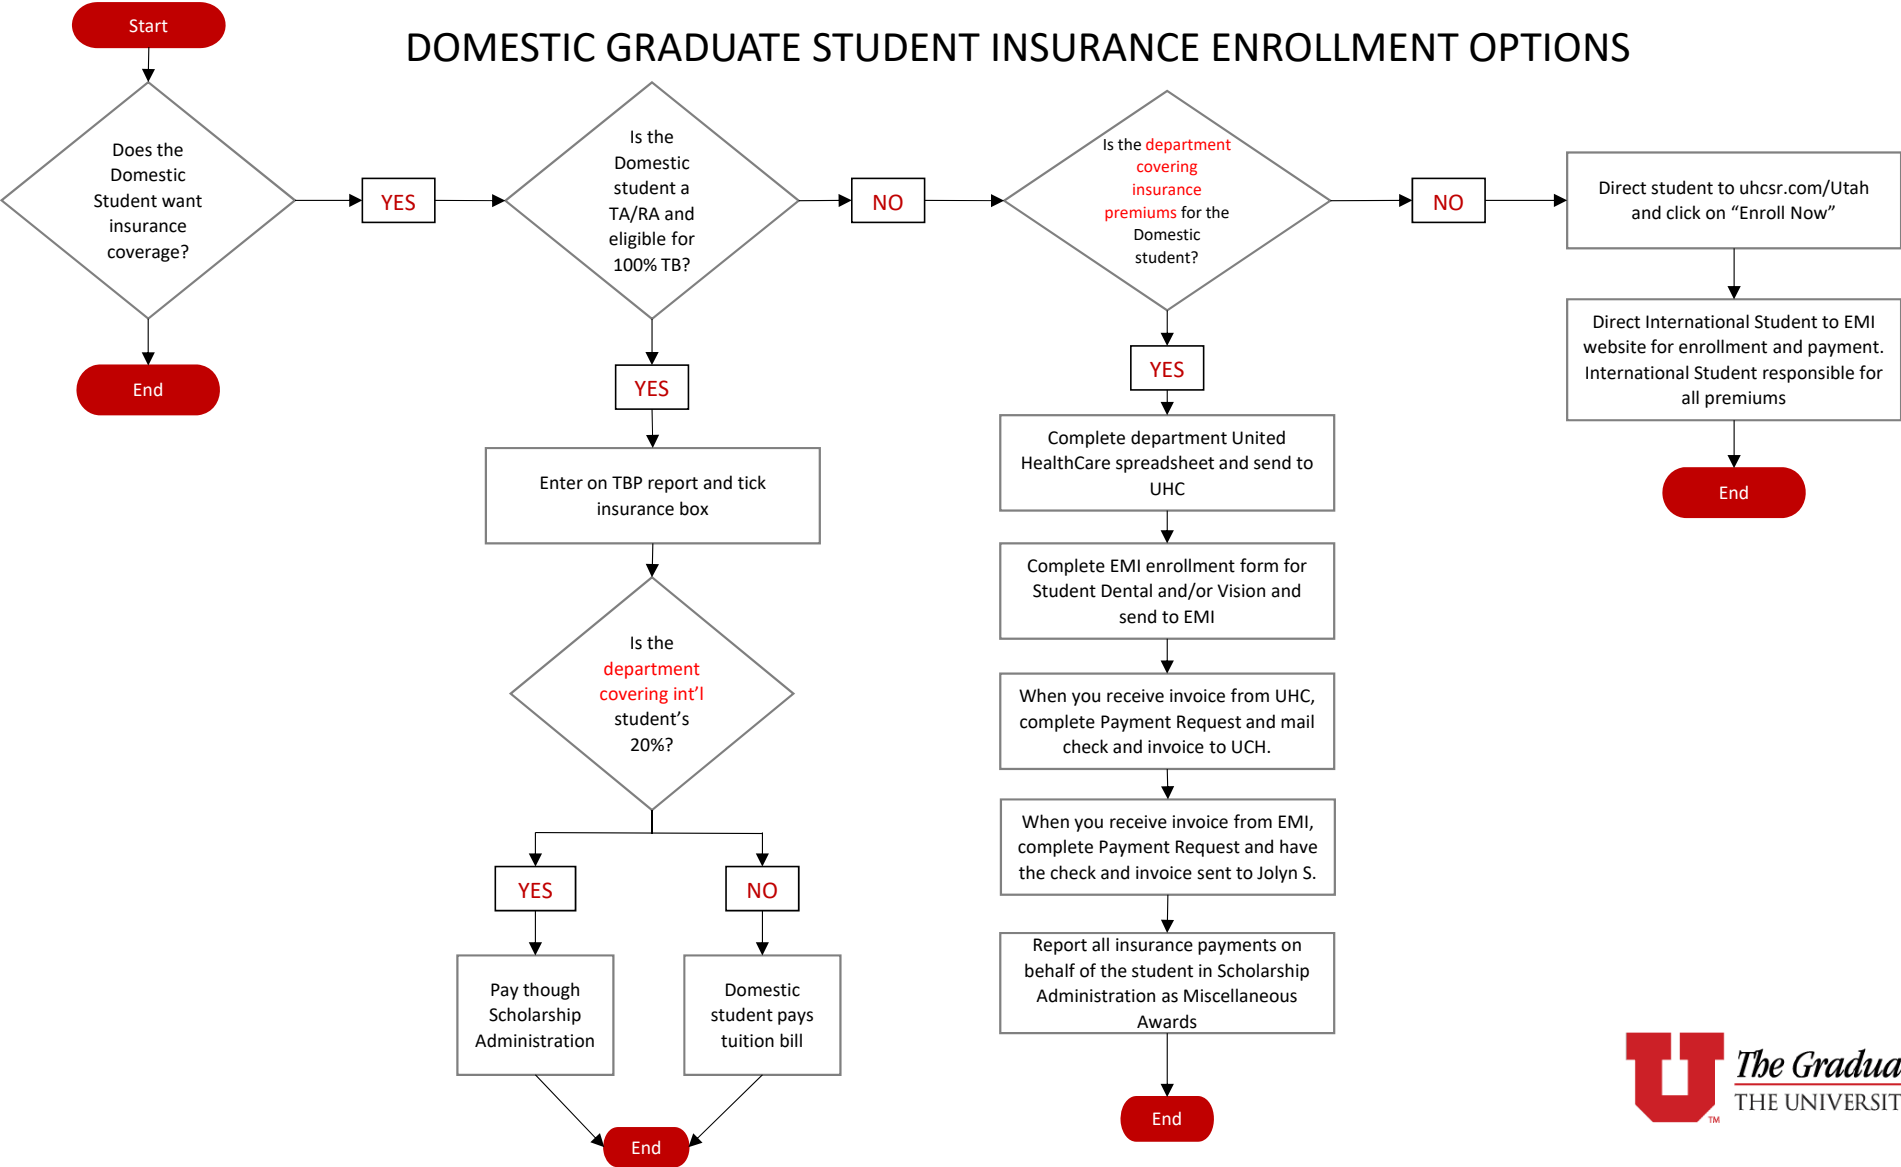 Start
DOMESTIC GRADUATE STUDENT INSURANCE ENROLLMENT OPTIONS
Does the
Domestic
Student want
insurance
coverage?
YES
End
Is the
Domestic
student a
TA/RA and
eligible for
100% TB?
NO
YES
Enter on TBP report and tick
insurance box
Is the
department
covering int’l
student’s
20%?
YES
NO
Pay though
Scholarship
Administration
Domestic
student pays
tuition bill
End
Is the department
covering
insurance
premiums for the
Domestic
student?
NO
YES
Complete department United
HealthCare spreadsheet and send to
UHC
Complete EMI enrollment form for
Student Dental and/or Vision and
send to EMI
When you receive invoice from UHC,
complete Payment Request and mail
check and invoice to UCH.
When you receive invoice from EMI,
complete Payment Request and have
the check and invoice sent to Jolyn S.
Report all insurance payments on
behalf of the student in Scholarship
Administration as Miscellaneous
Awards
End
Direct student to uhcsr.com/Utah
and click on “Enroll Now”
Direct International Student to EMI
website for enrollment and payment.
International Student responsible for
all premiums
End
U
TM
The Gradua
THE UNIVERSIT